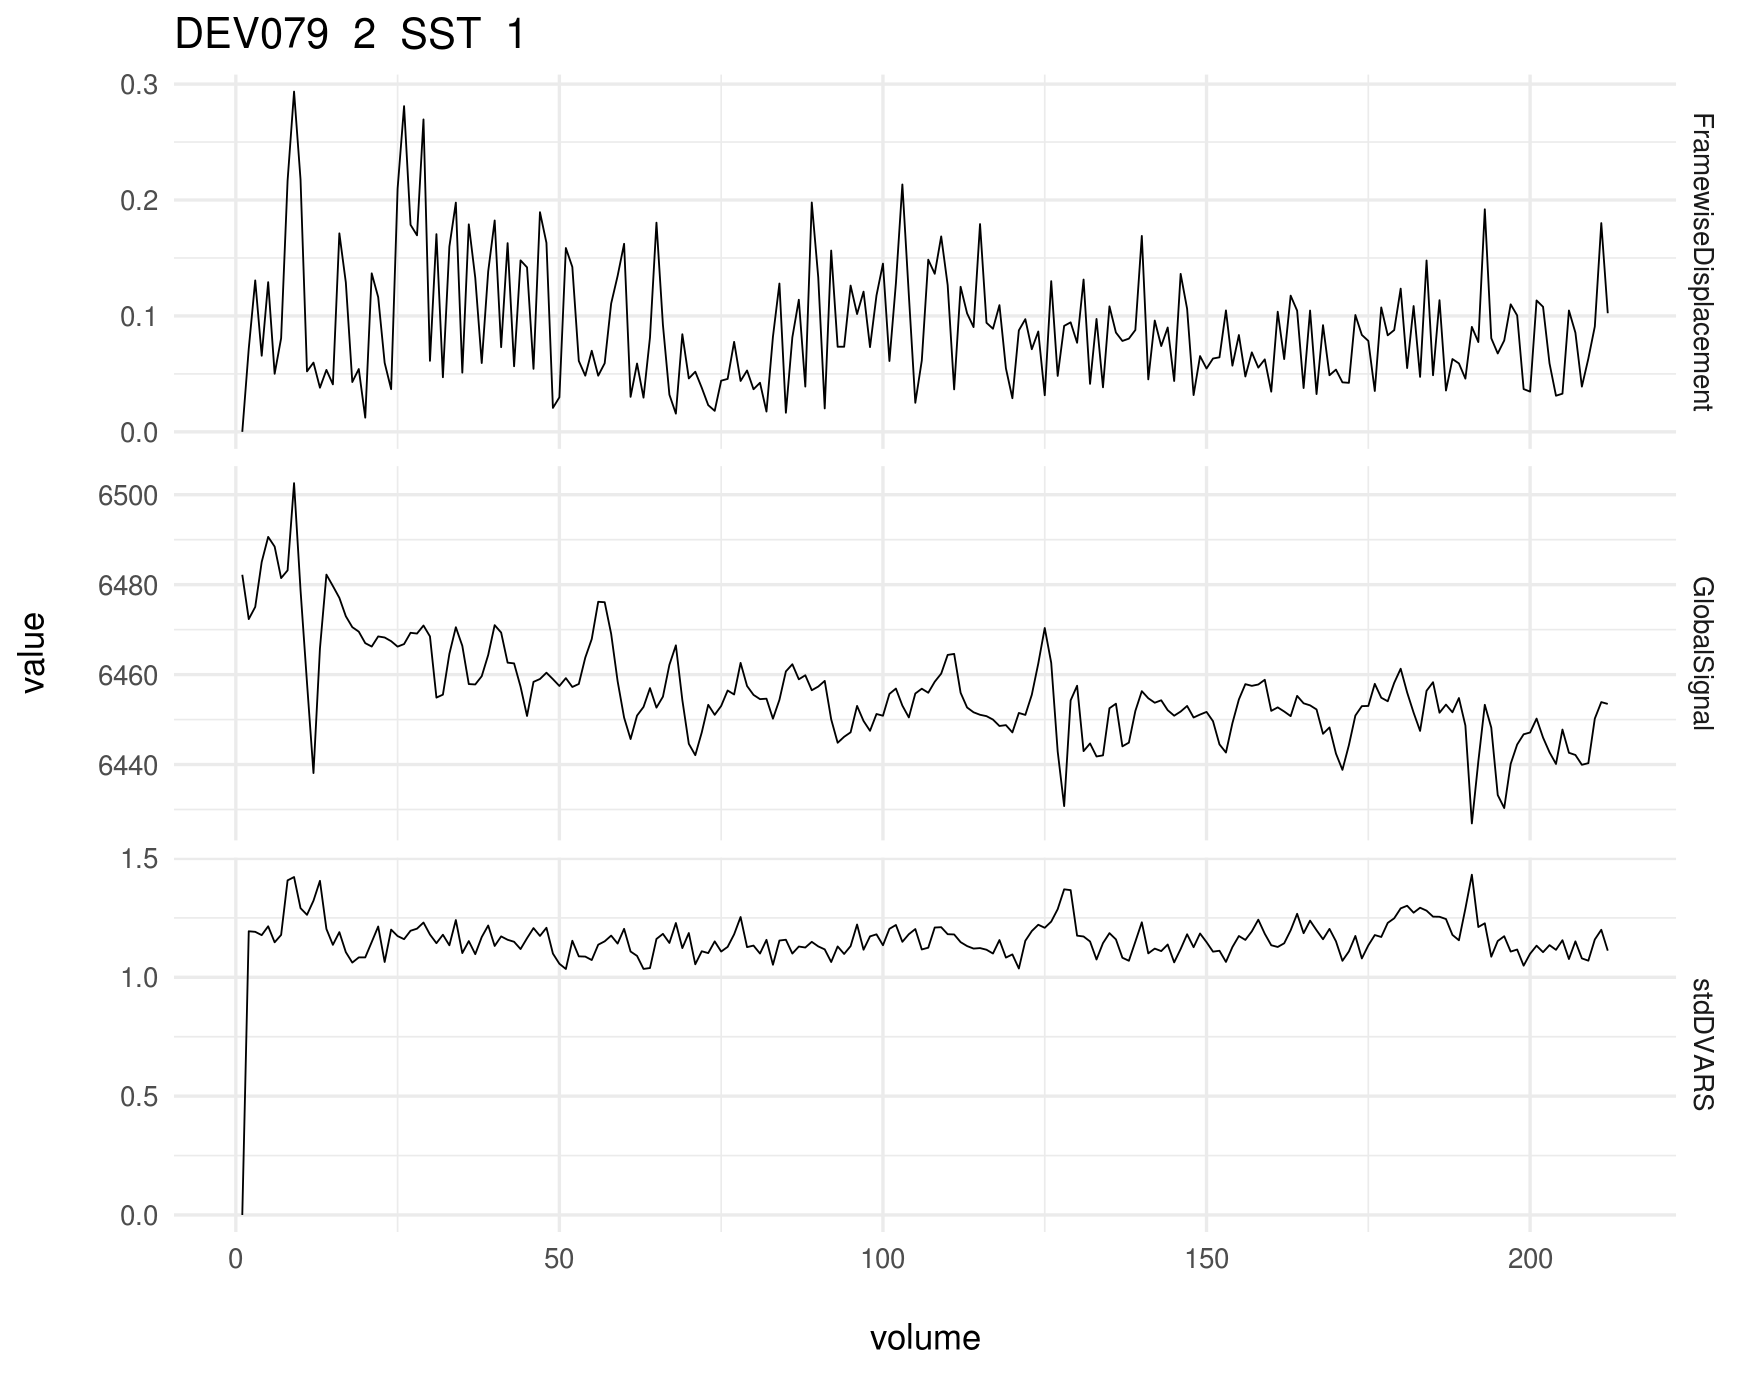 DEV079 2 SST 1
0.3
0.2
0.1
0.0
FramewiseDisplacement
6500
6480
6460
6440
GlobalSignal
value
1.5
1.0
0.5
0.0
stdDVARS
0 50 100 150 200
volume